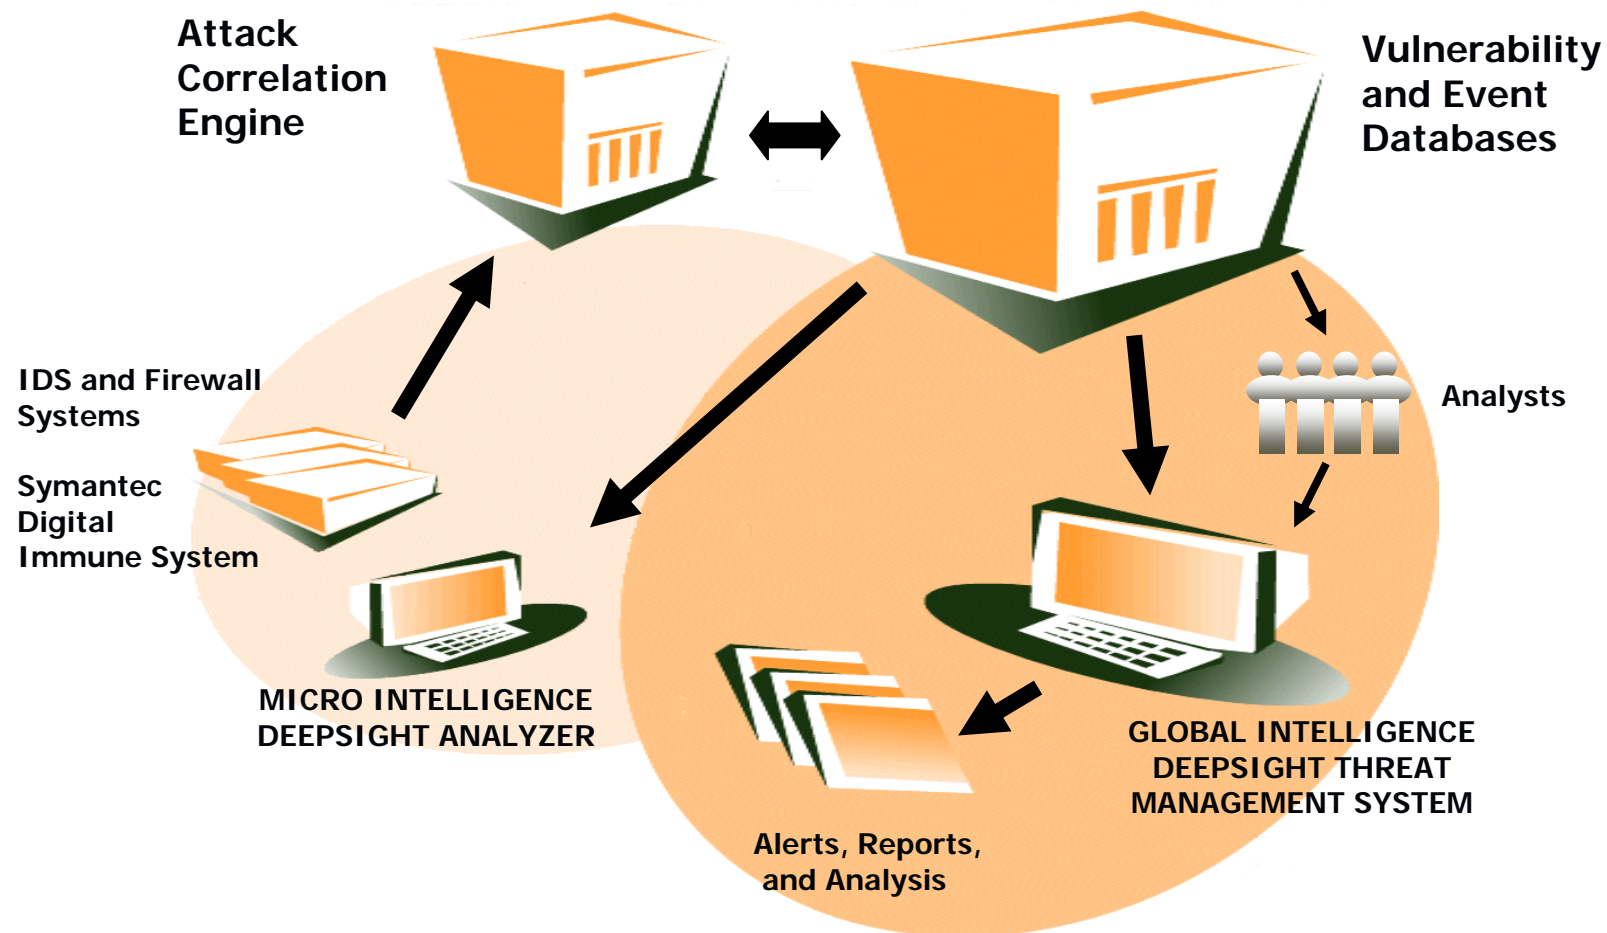 Attack
Correlation
Engine
Vulnerability
and Event
Databases
IDS and Firewall
Systems
Symantec
Digital
Immune System
Analysts
MICRO INTELLIGENCE
DEEPSIGHT ANALYZER
GLOBAL INTELLIGENCE
DEEPSIGHT THREAT
MANAGEMENT SYSTEM
Alerts, Reports,
and Analysis